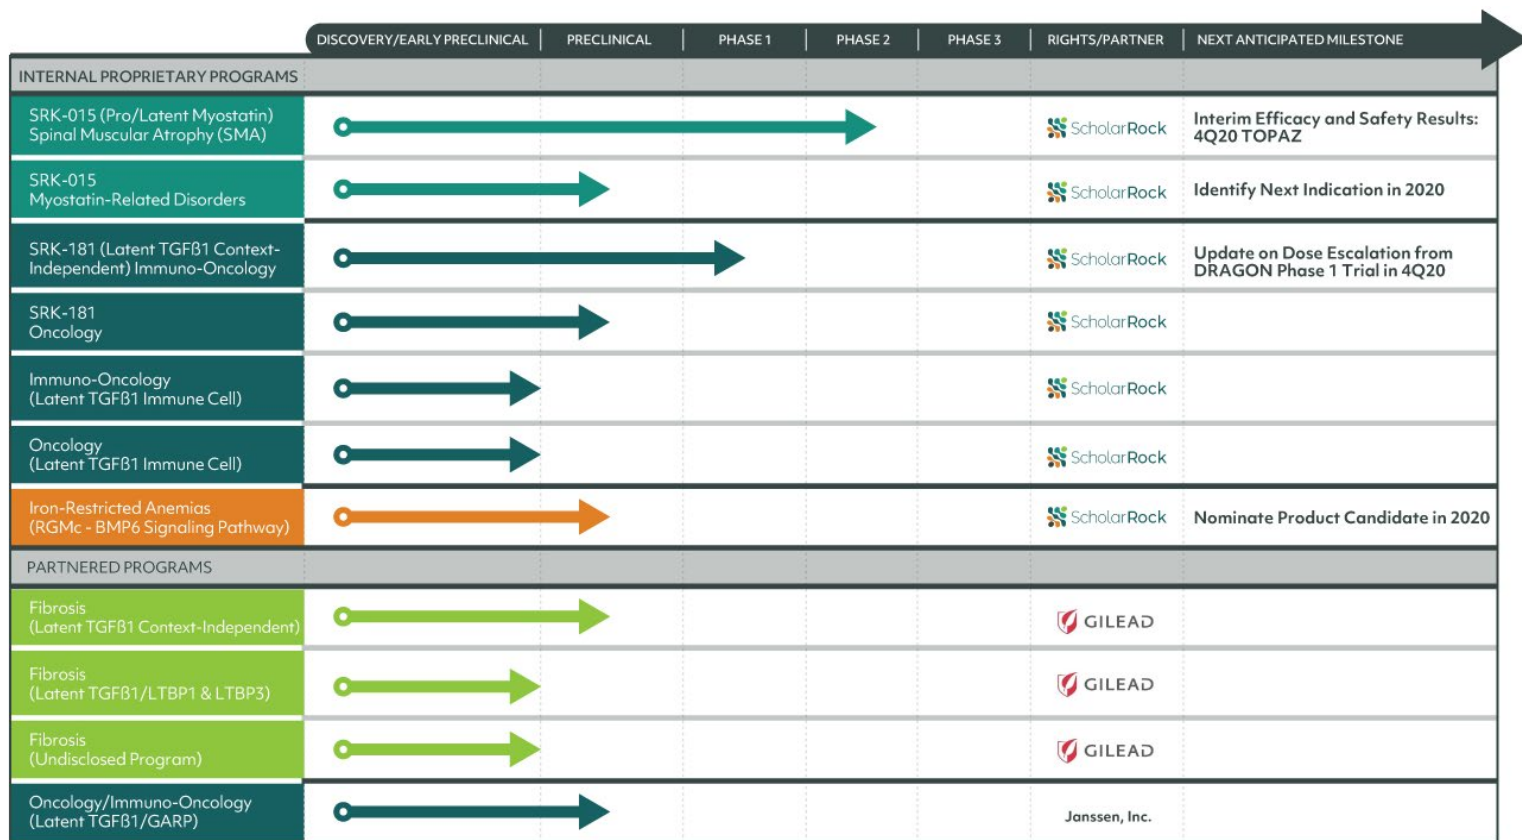 DISCOVERY/EARLY PRECLINICAL PRECLINICAL PHASE 1 PHASE 2 PHASE 3 RIGHTS/PARTNER NEXT ANTICIPATED MILESTONE
INTERNAL PROPRIETARY PROGRAMS
SRK-015 (Pro/Latent Myostatin)
Spinal Muscular Atrophy (SMA)
ScholarRock
Interim Efficacy and Safety Results:
4Q20 TOPAZ
SRK-015
Myostatin-Related Disorders
ScholarRock
Identify Next Indication in 2020
SRK-181 (Latent TGFβ1 Context-
Independent) Immuno-Oncology
ScholarRock
Update on Dose Escalation from
DRAGON Phase 1 Trial in 4Q20
SRK-181
Oncology
ScholarRock
Immuno-Oncology
(Latent TGFβ1 Immune Cell)
ScholarRock
Oncology
(Latent TGFβ1 Immune Cell)
ScholarRock
Iron-Restricted Anemias
(RGMc - BMP6 Signaling Pathway)
ScholarRock
Nominate Product Candidate in 2020
PARTNERED PROGRAMS
Fibrosis
(Latent TGFβ1 Context-Independent)
GILEAD
Fibrosis
(Latent TGFβ1/LTBP1 & LTBP3)
GILEAD
Fibrosis
(Undisclosed Program)
GILEAD
Oncology/Immuno-Oncology
(Latent TGFβ1/GARP)
Janssen, Inc.